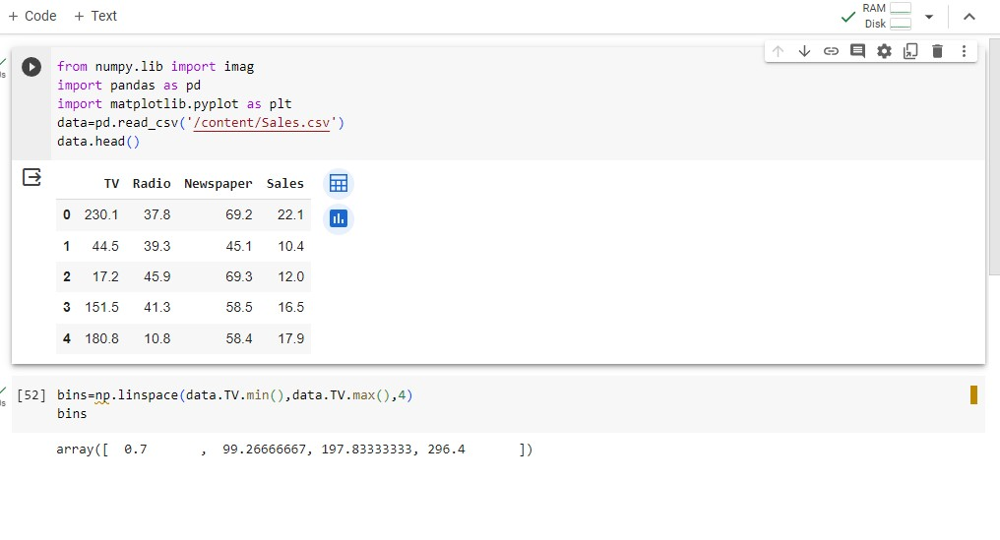 + Code + Text
RAM
Disk
from numpy.lib import imag
import pandas as pd
import matplotlib.pyplot as plt
data=pd.read_csv('/content/Sales.csv')
data.head()
TV Radio Newspaper Sales
0 230.1 37.8 69.2 22.1
1 44.5 39.3 45.1 10.4
2 17.2 45.9 69.3 12.0
3 151.5 41.3 58.5 16.5
4 180.8 10.8 58.4 17.9
[52] bins=np.linspace(data.TV.min(),data.TV.max(),4)
bins
array([ 0.7 , 99.26666667, 197.83333333, 296.4 ])